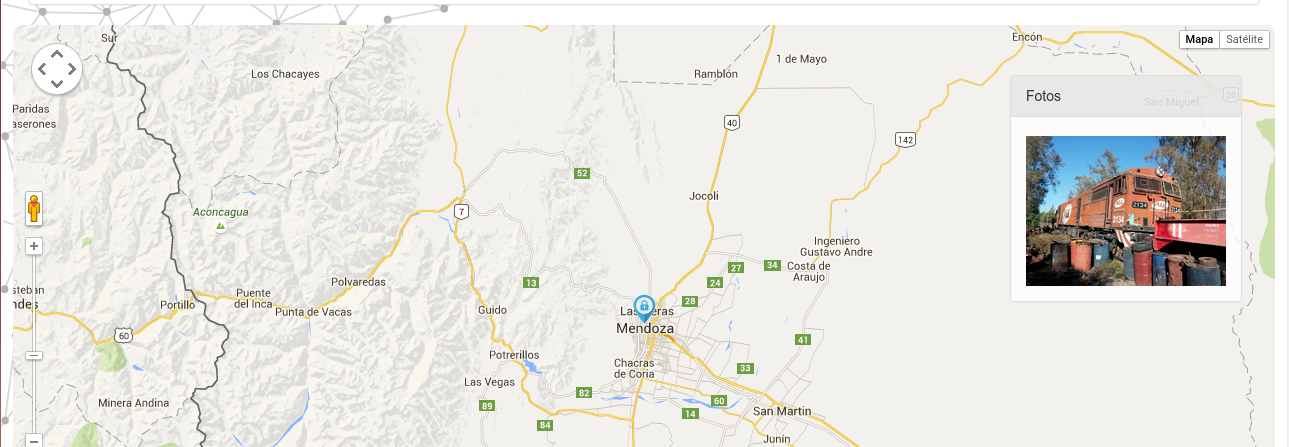 Sur
Encón
Mapa
Satélite
1 de Mayo
Ramblón
Los Chacayes
Fotos
San Miguel
20
Paridas
aserones
40
142
52
2134
2134
Jocoli
Aconcagua
7
Ingeniero
Gustavo Andre
Costa de
Araujo
34
27
24
13
Polvaredas
steban
ndes
Puente
del Inca
Portillo
Punta de Vacas
28
Guido
Las Heras
Mendoza
60
41
Potrerillos
Chacras
de Coria
33
Las Vegas
82
60
89
Minera Andina
14
San Martin
84
Junín